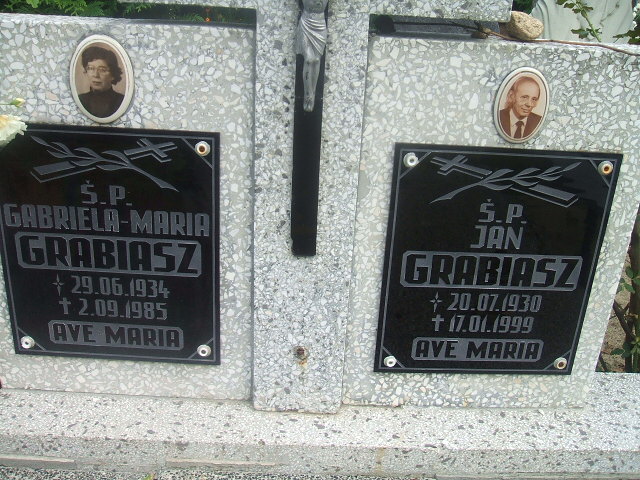 Ś.P.
GABRIELA-MARIA
GRABIASZ
29.06.1934
2.09.1985
AVE MARIA
Ś.P.
JAN
GRABIASZ
20.07.1930
17.01.1999
AVE MARIA